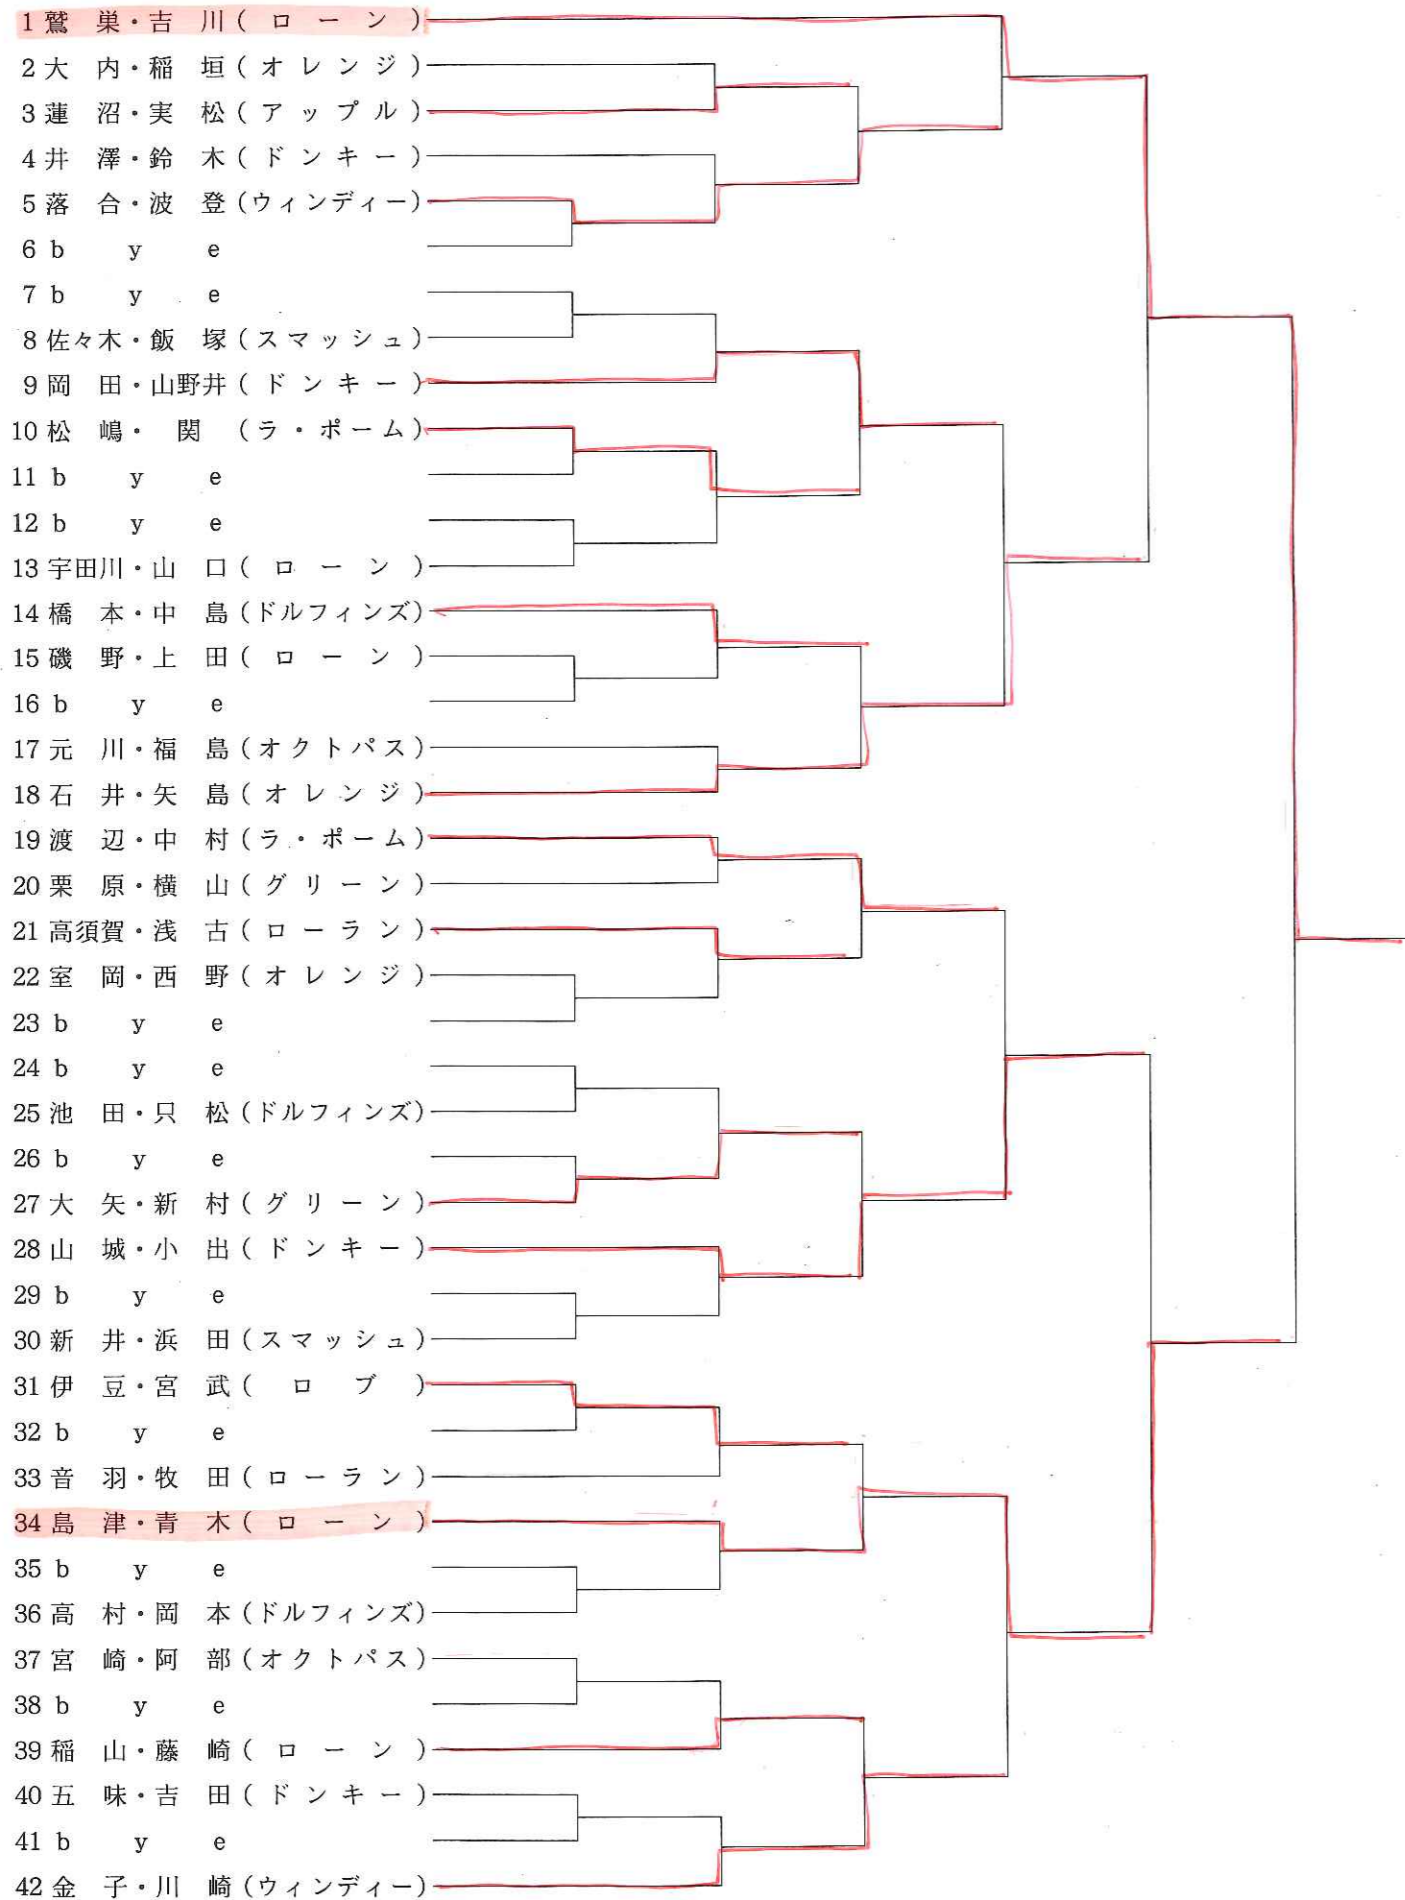 1 鷲 巣・吉 川 ( ロ ー ン )
2 大 内・稲 垣 ( オ レ ン ジ )
3 蓮 沼・実 松 ( ア ッ プ ル )
4 井 澤・鈴 木 ( ド ン キ ー )
5 落 合・波 登 (ウィンディー)
6 b y e
7 b y e
8 佐々木・飯 塚 ( ス マ ッ シ ュ )
9 岡 田・山野井 ( ド ン キ ー )
10 松 嶋・ 関 ( ラ ・ ポ ー ム )
11 b y e
12 b y e
13 宇田川・山 口 ( ロ ー ン )
14 橋 本・中 島 (ドルフィンズ)
15 磯 野・上 田 ( ロ ー ン )
16 b y e
17 元 川・福 島 ( オ ク ト パ ス )
18 石 井・矢 島 ( オ レ ン ジ )
19 渡 辺・中 村 ( ラ ・ ポ ー ム )
20 栗 原・横 山 ( グ リ ー ン )
21 高須賀・浅 古 ( ロ ー ラ ン )
22 室 岡・西 野 ( オ レ ン ジ )
23 b y e
24 b y e
25 池 田・只 松 (ドルフィンズ)
26 b y e
27 大 矢・新 村 ( グ リ ー ン )
28 山 城・小 出 ( ド ン キ ー )
29 b y e
30 新 井・浜 田 ( ス マ ッ シ ュ )
31 伊 豆・宮 武 ( ロ ブ )
32 b y e
33 音 羽・牧 田 ( ロ ー ラ ン )
34 島 津・青 木 ( ロ ー ン )
35 b y e
36 高 村・岡 本 (ドルフィンズ)
37 宮 崎・阿 部 ( オ ク ト パ ス )
38 b y e
39 稲 山・藤 崎 ( ロ ー ン )
40 五 味・吉 田 ( ド ン キ ー )
41 b y e
42 金 子・川 崎 (ウィンディー)